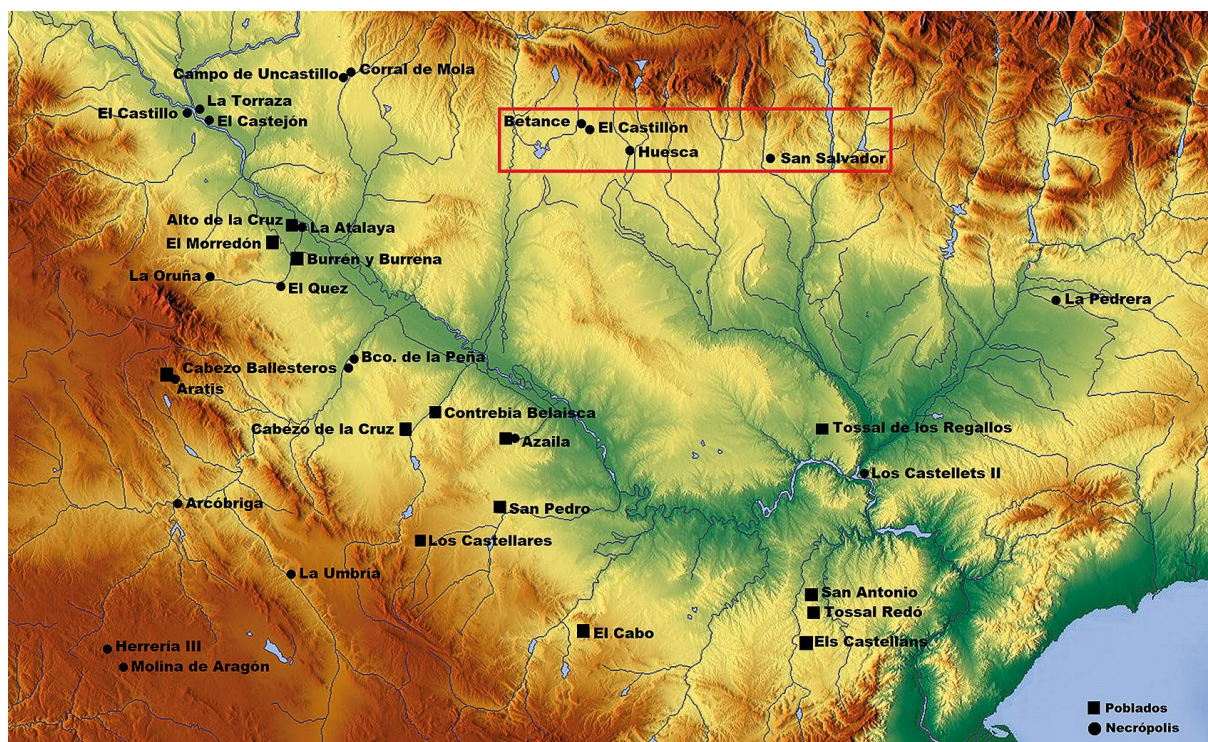 Campo de Uncastillo
Corral de Mola
La Torraza
El Castillo
El Castejón
Betance
El Castillón
Huesca
San Salvador
Alto de la Cruz
La Atalaya
El Morredón
Burrén y Burrena
La Oruña
El Quez
La Pedrera
Bco. de la Peña
Cabezo Ballesteros
Aratis
Contrebia Belaisca
Cabezo de la Cruz
Azaila
Tossal de los Regallos
Los Castellets II
Arcóbriga
San Pedro
Los Castellares
La Umbría
San Antonio
Tossal Redó
El Cabo
Els Castellans
Herrería III
Molina de Aragón
Poblados
Necrópolis